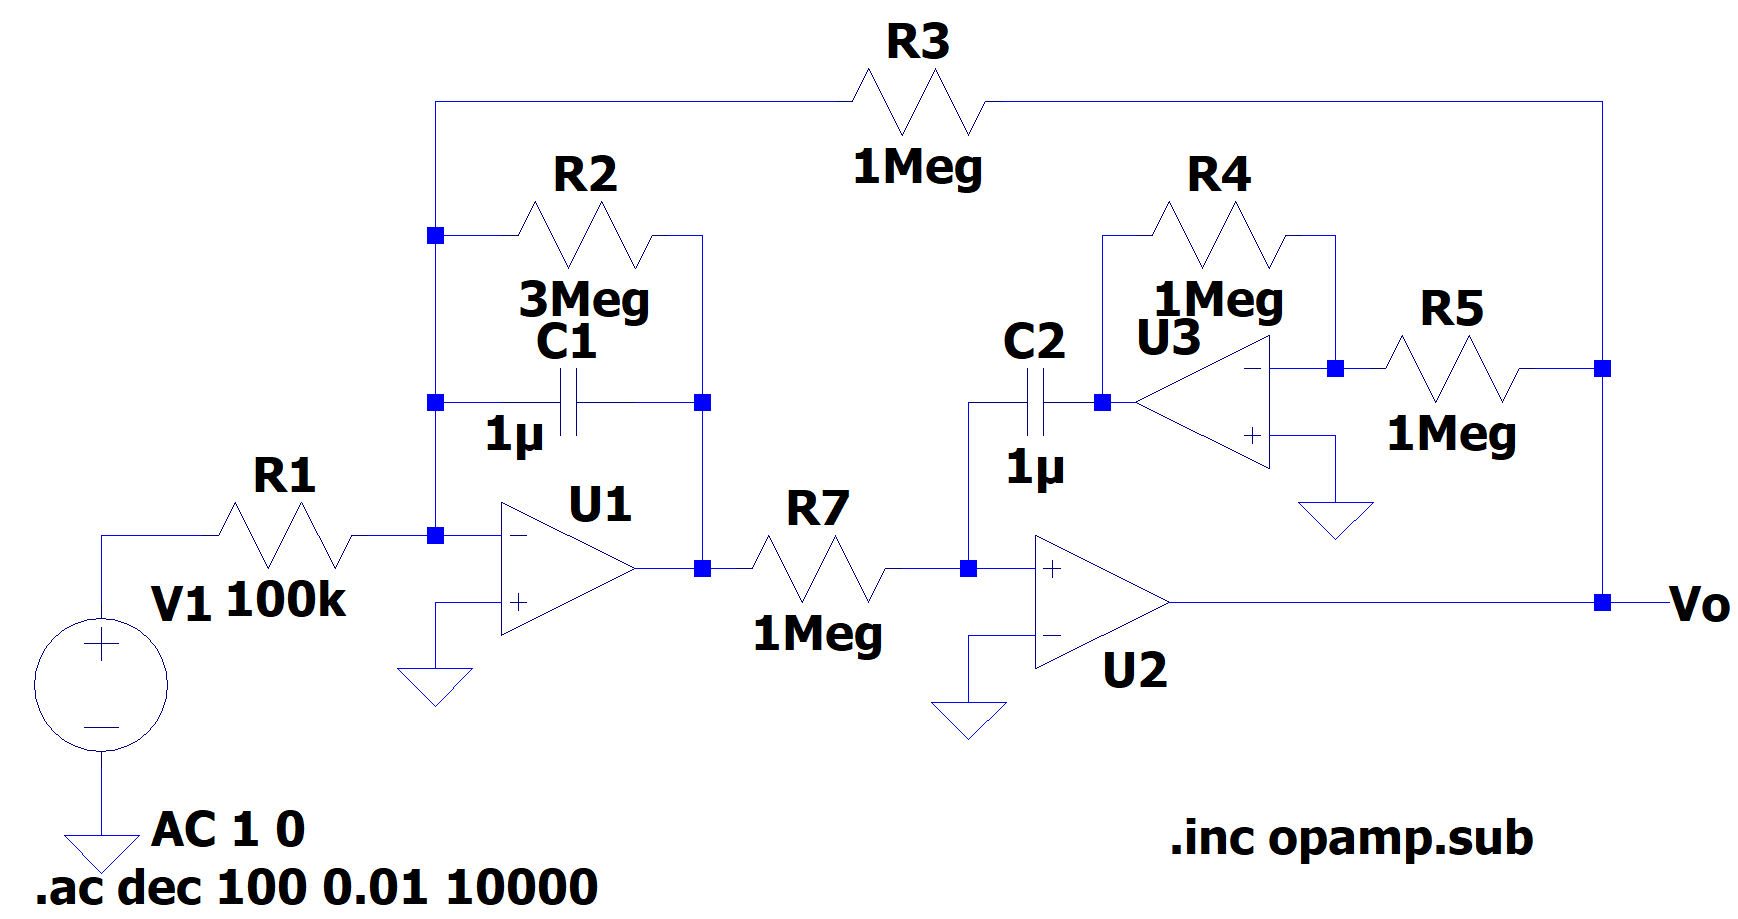 R3
1Meg
R2
3Meg
R4
1Meg
R5
1Meg
C1
1µ
C2
1µ
U3
R1
100k
U1
R7
1Meg
V1
U2
Vo
AC 1 0
.ac dec 100 0.01 10000
.inc opamp.sub